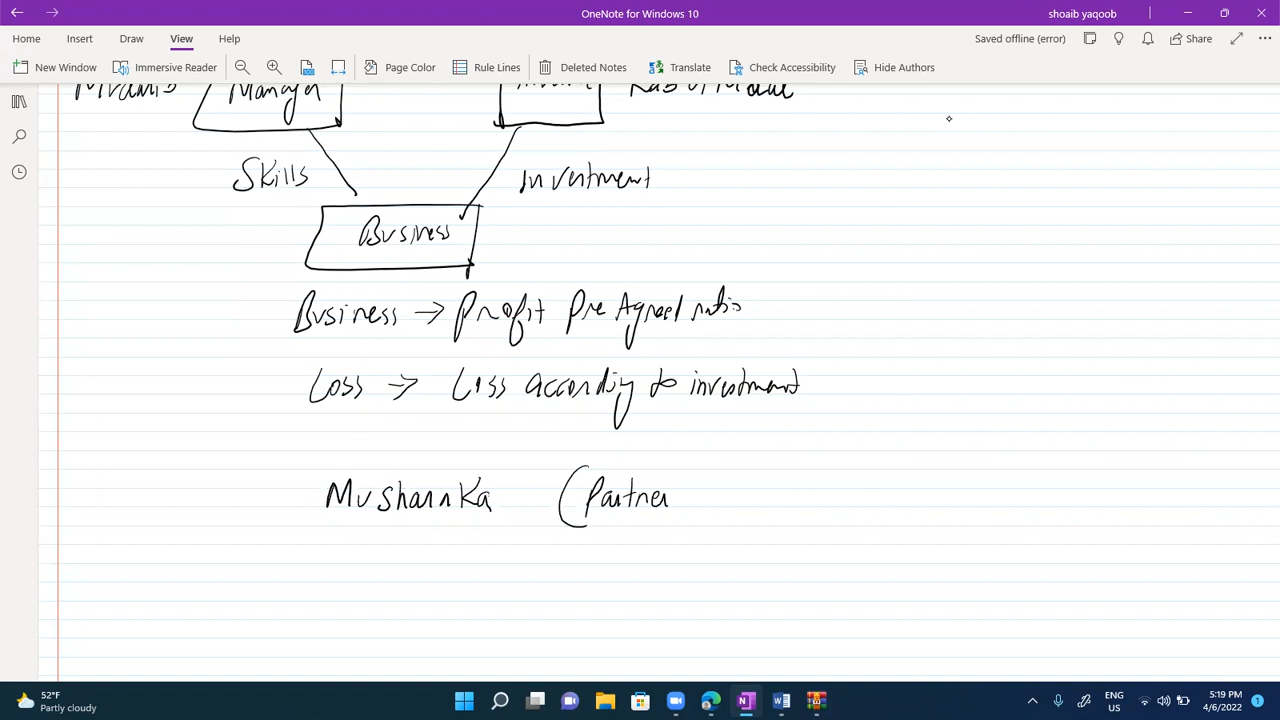 OneNote for Windows 10
shoaib yaqoob
Home Insert Draw View Help
Saved offline (error)
Share
New Window Immersive Reader Page Color Rule Lines Deleted Notes Translate Check Accessibility Hide Authors
Manager
Skills
Investment
Business
Business → Profit Pre Agreed ratio
Loss → Loss according to investment
Musharnka (Partner
52°F
Partly cloudy
ENG
US
5:19 PM
4/6/2022
1